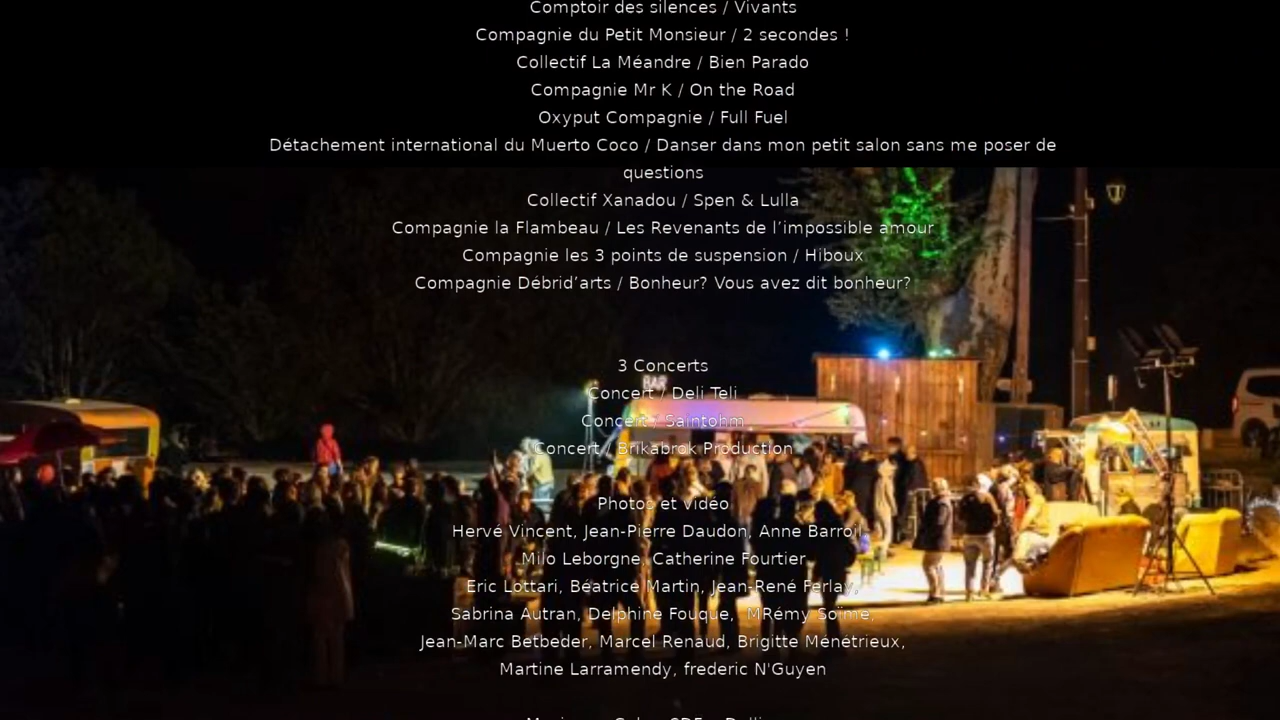 Comptoir des silences / Vivants
Compagnie du Petit Monsieur / 2 secondes !
Collectif La Méandre / Bien Parado
Compagnie Mr K / On the Road
Oxyput Compagnie / Full Fuel
Détachement international du Muerto Coco / Danser dans mon petit salon sans me poser de
questions
Collectif Xanadou / Spen & Lulla
Compagnie la Flambeau / Les Revenants de l’impossible amour
Compagnie les 3 points de suspension / Hiboux
Compagnie Débrid’arts / Bonheur? Vous avez dit bonheur?
3 Concerts
BAR
Concert / Deli Teli
Concert / Saintohm
Concert / Brikabrok Production
Photos et vidéo
Hervé Vincent, Jean-Pierre Daudon, Anne Barroil
Milo Leborgne, Catherine Fourtier
Eric Lottari, Béatrice Martin, Jean-René Ferlay,
Sabrina Autran, Delphine Fouque, MRémy Soïme,
Jean-Marc Betbeder, Marcel Renaud, Brigitte Ménétrieux,
Martine Larramendy, frederic N'Guyen